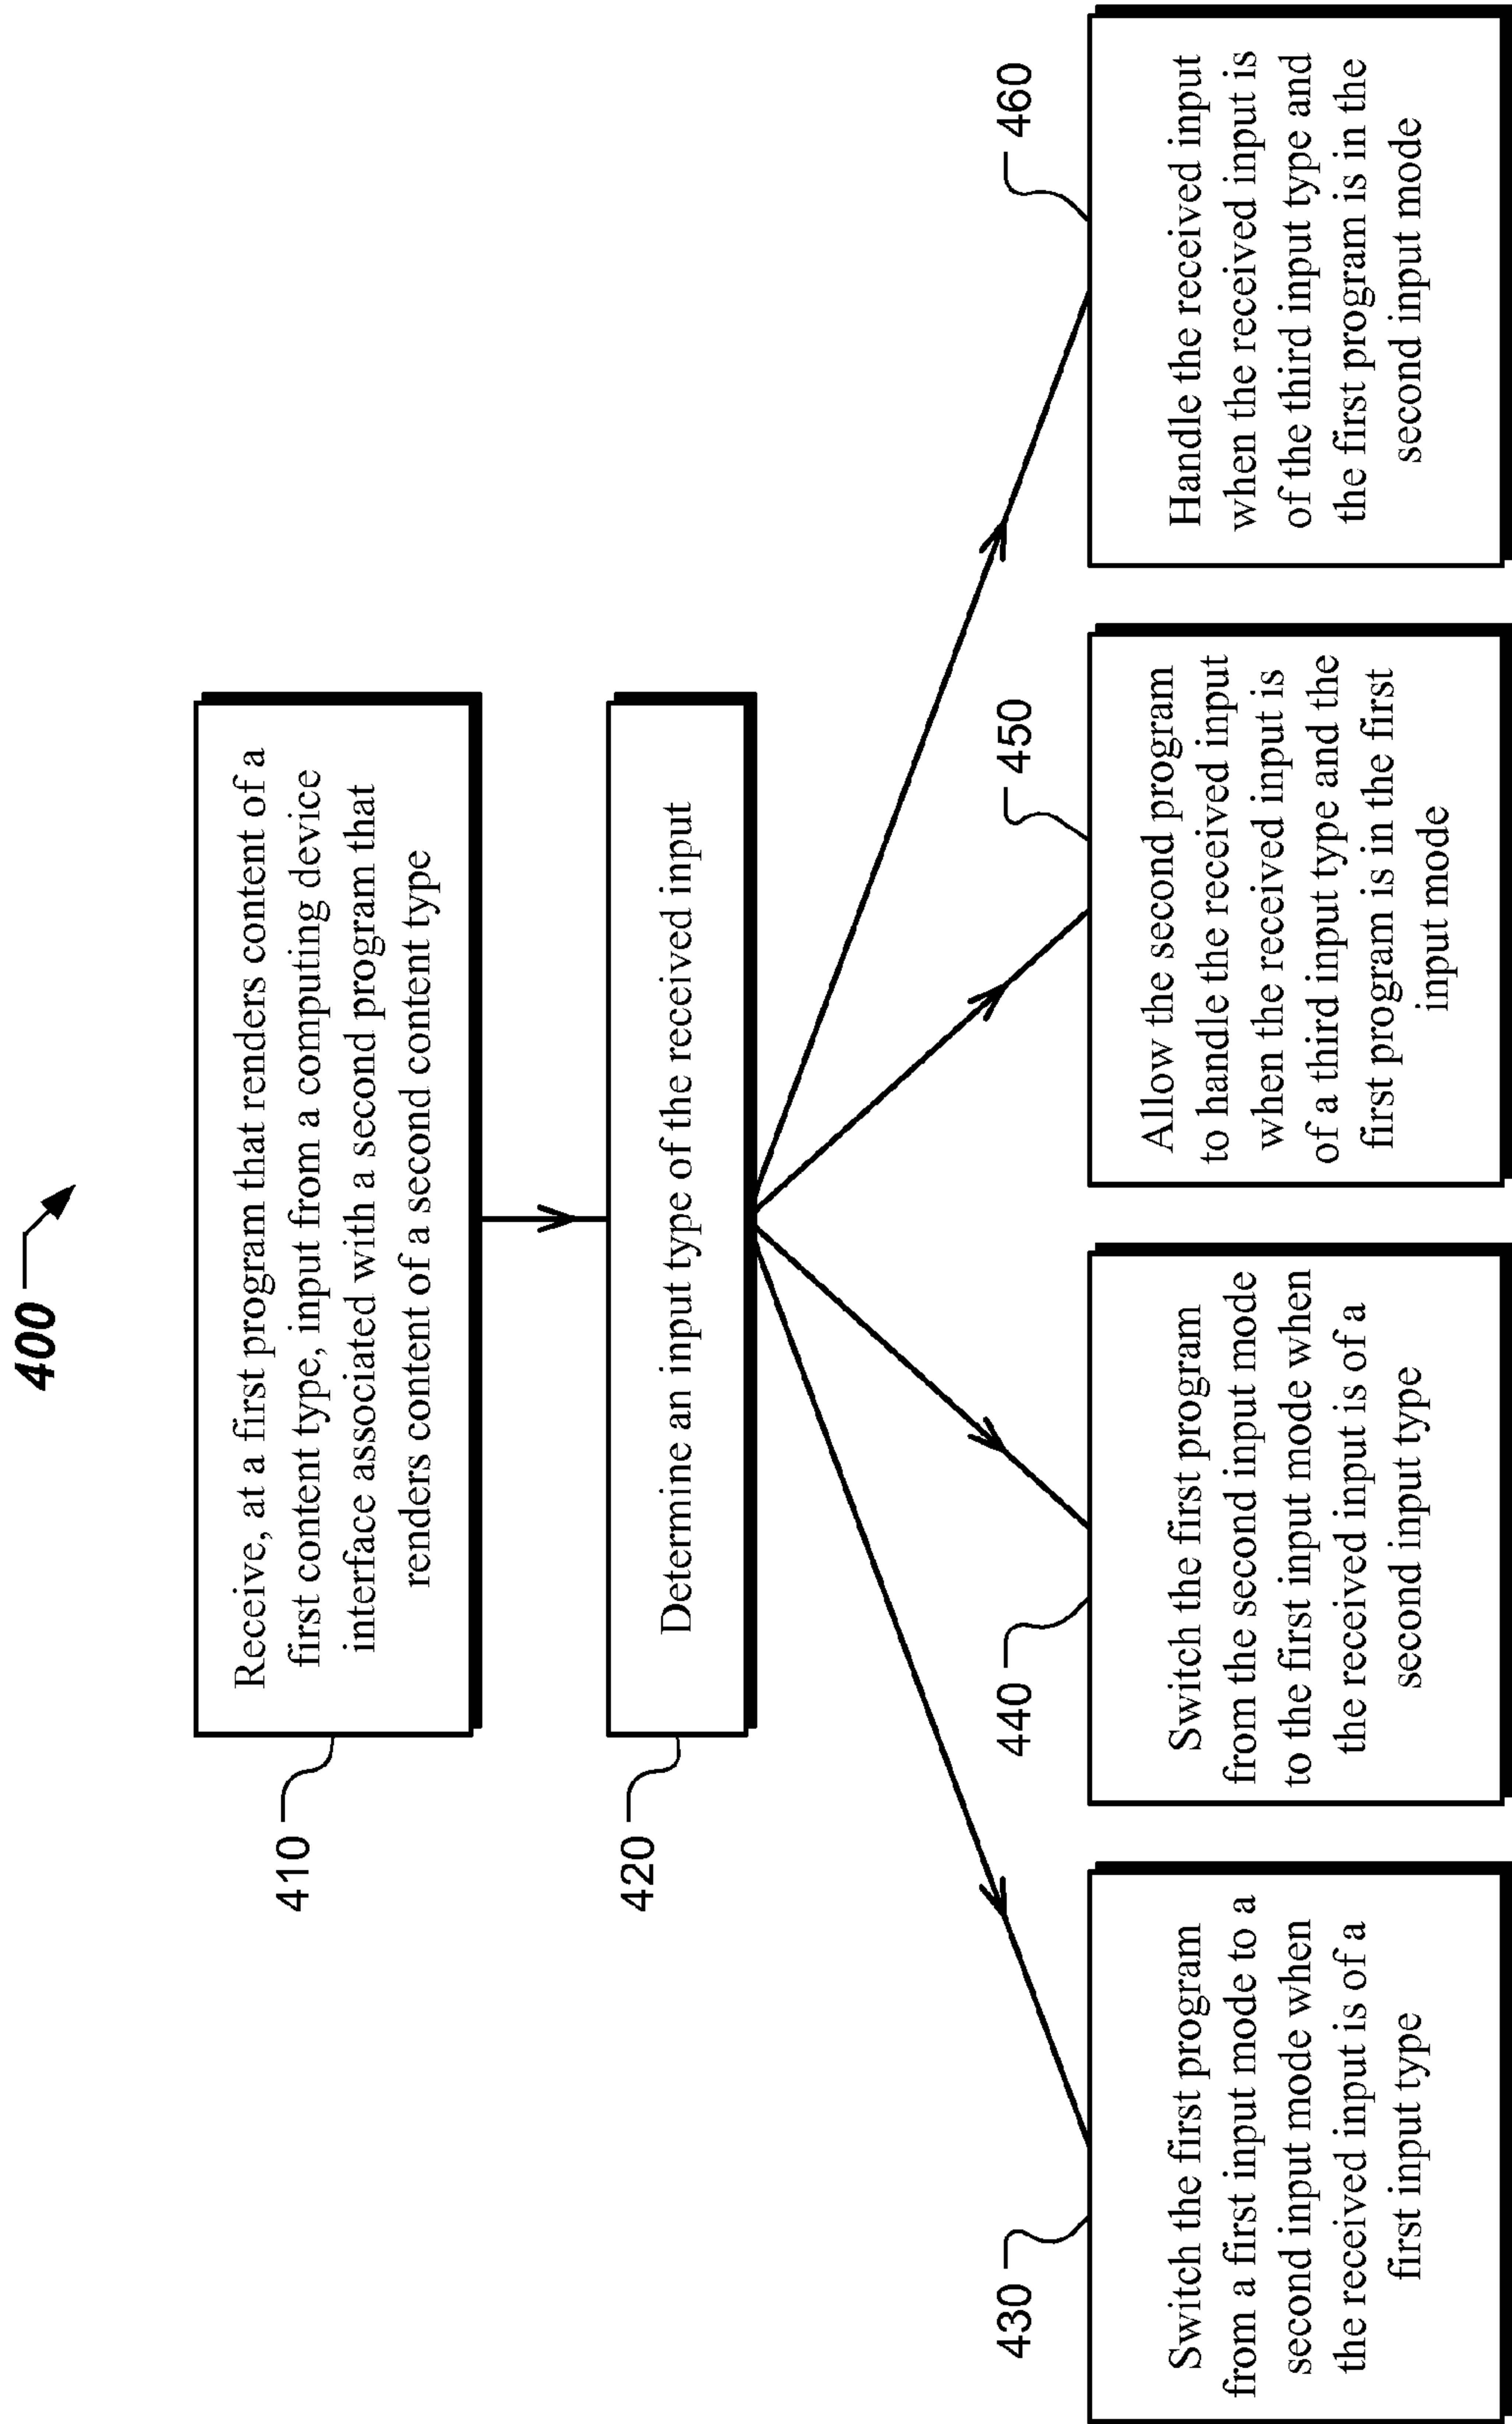 400
410
Receive, at a first program that renders content of a
first content type, input from a computing device
interface associated with a second program that
renders content of a second content type
420
Determine an input type of the received input
430
Switch the first program
from a first input mode to a
second input mode when
the received input is of a
first input type
440
Switch the first program
from the second input mode
to the first input mode when
the received input is of a
second input type
450
Allow the second program
to handle the received input
when the received input is
of a third input type and the
first program is in the first
input mode
460
Handle the received input
when the received input is
of the third input type and
the first program is in the
second input mode